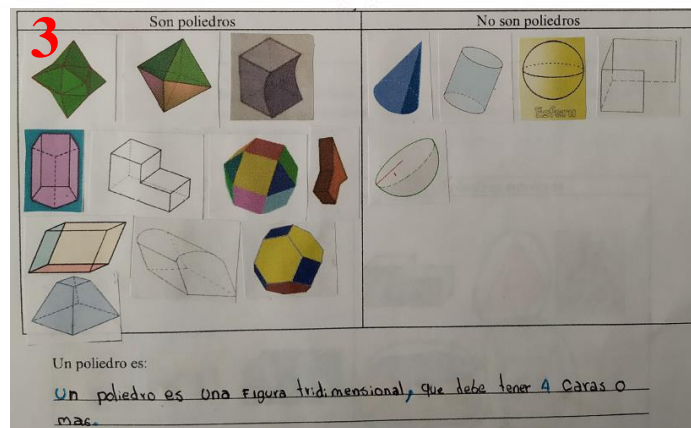 3
Son poliedros
No son poliedros
Esfera
Un poliedro es:
Un poliedro es una Figura tridimensional, que debe tener 4 caras o
mas.